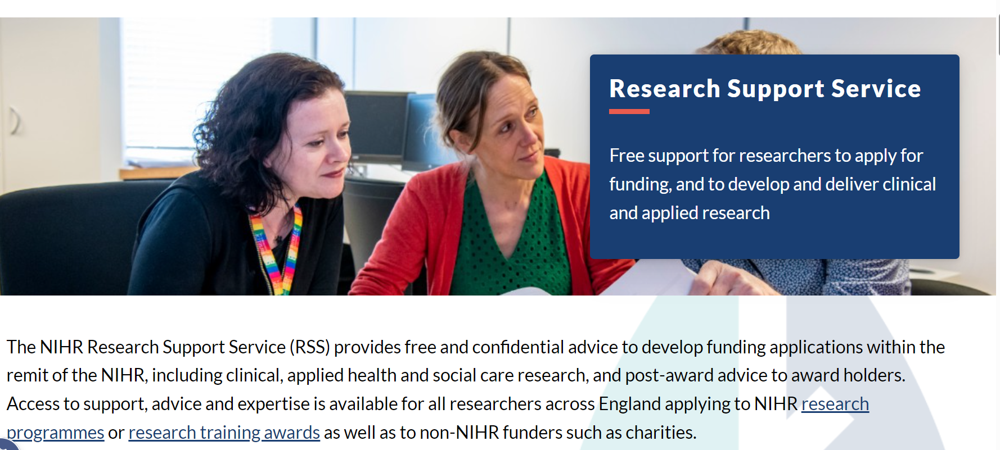 Research Support Service
Free support for researchers to apply for
funding, and to develop and deliver clinical
and applied research
The NIHR Research Support Service (RSS) provides free and confidential advice to develop funding applications within the
remit of the NIHR, including clinical, applied health and social care research, and post-award advice to award holders.
Access to support, advice and expertise is available for all researchers across England applying to NIHR research
programmes or research training awards as well as to non-NIHR funders such as charities.